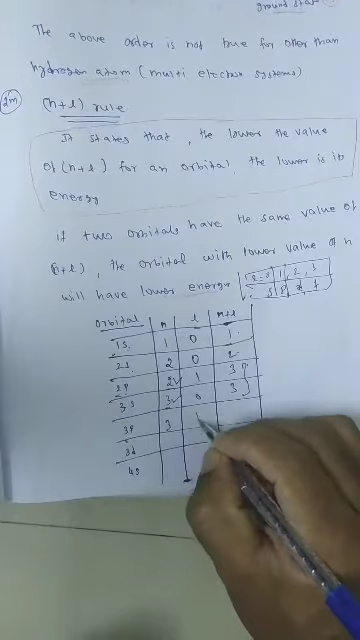 ground state
The above order is not true for other than
hydrogen atom (multi electron systems)
2m (n+l) rule
It states that, the lower the value
of (n+l) for an orbital, the lower is its
energy
if two orbitals have the same value of
(n+l), the orbital with lower value of n
will have lower energy
orbital n l n+l
1s. 1 0 1.
2s. 2 0 2
2p 2 1 3
3s 3 0 3
3p 3 1
3d
4s